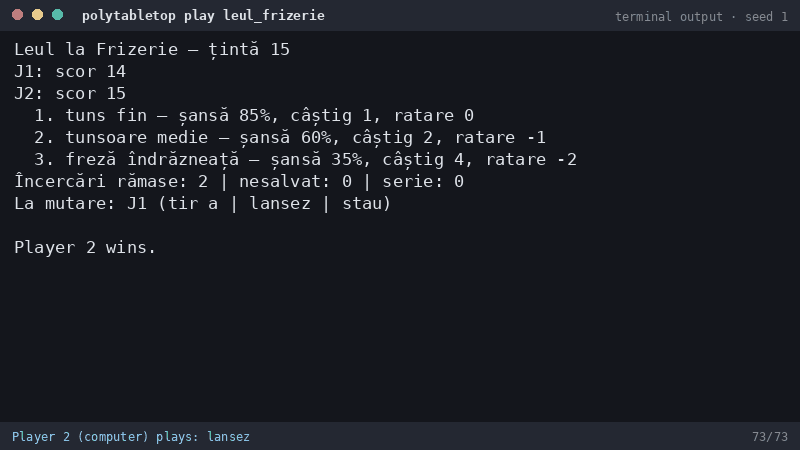 polytabletop play leul_frizerie
terminal output · seed 1
Leul la Frizerie — țintă 15
J1: scor 14
J2: scor 15
1. tuns fin — șansă 85%, câștig 1, ratare 0
2. tunsoare medie — șansă 60%, câștig 2, ratare -1
3. freză îndrăzneață — șansă 35%, câștig 4, ratare -2
Încercări rămase: 2 | nesalvat: 0 | serie: 0
La mutare: J1 (tir a | lansez | stau)
Player 2 wins.
Player 2 (computer) plays: lansez
73/73